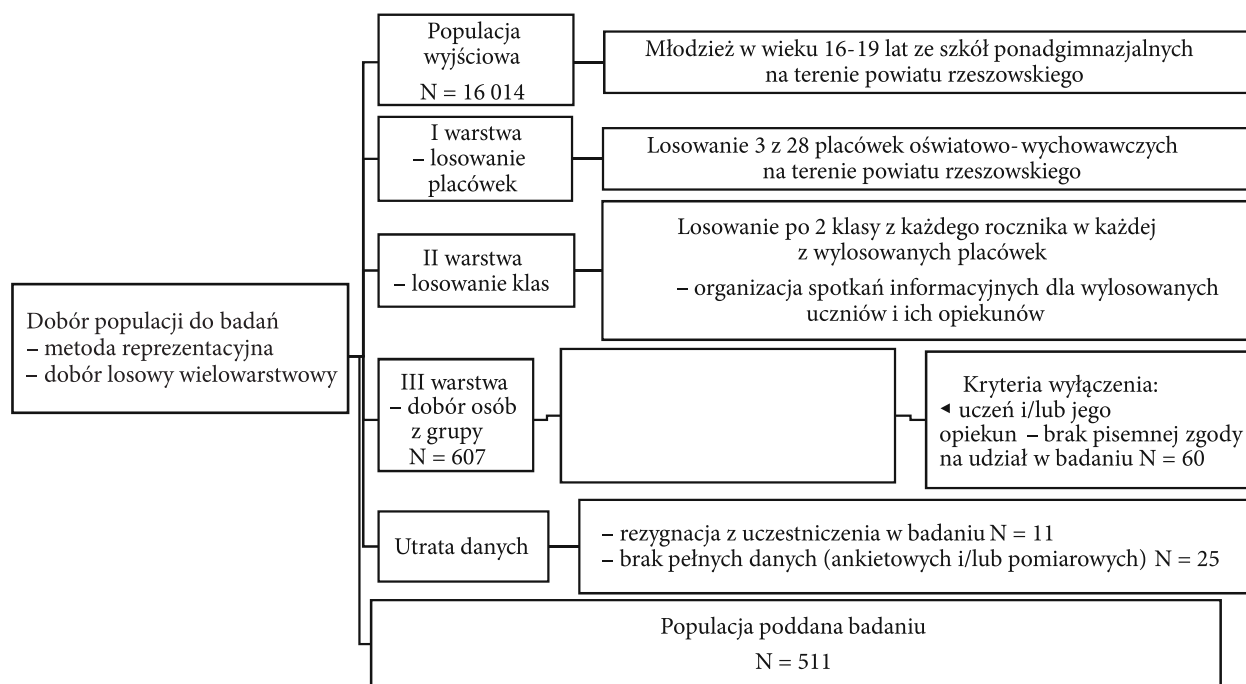 Populacja
wyjściowa
N = 16 014
Młodzież w wieku 16-19 lat ze szkół ponadgimnazjalnych
na terenie powiatu rzeszowskiego
I warstwa
– losowanie
placówek
Losowanie 3 z 28 placówek oświatowo-wychowawczych
na terenie powiatu rzeszowskiego
II warstwa
– losowanie klas
Losowanie po 2 klasy z każdego rocznika w każdej
z wylosowanych placówek
– organizacja spotkań informacyjnych dla wylosowanych
uczniów i ich opiekunów
Dobór populacji do badań
– metoda reprezentacyjna
– dobór losowy wielowarstwowy
III warstwa
– dobór osób
z grupy
N = 607
Kryteria wyłączenia:
uczeń i/lub jego
opiekun – brak pisemnej zgody
na udział w badaniu N = 60
Utrata danych
– rezygnacja z uczestniczenia w badaniu N = 11
– brak pełnych danych (ankietowych i/lub pomiarowych) N = 25
Populacja poddana badaniu
N = 511